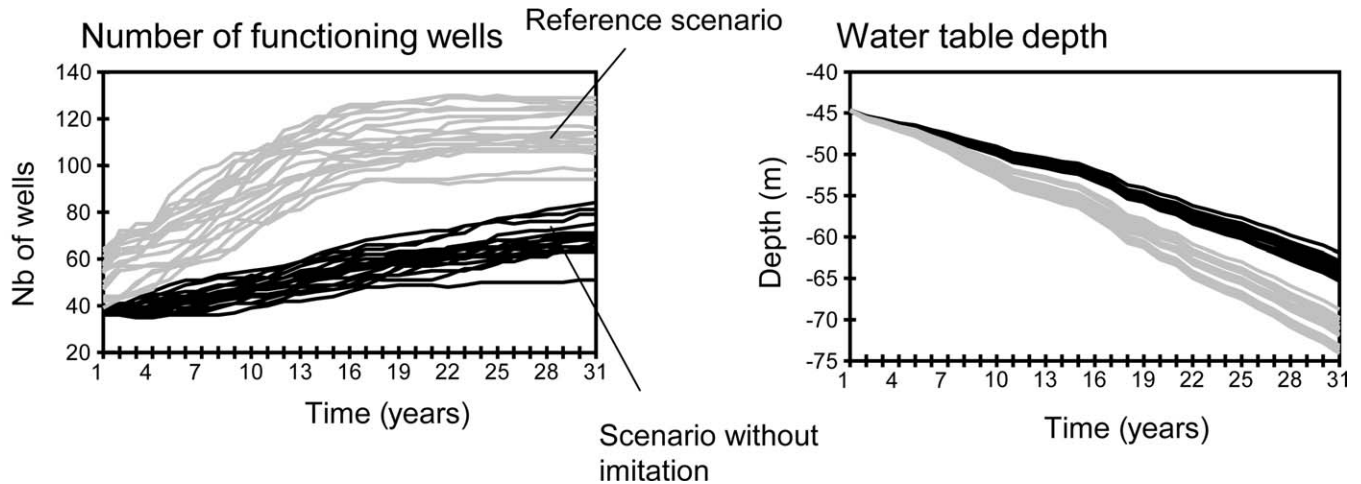 Reference scenario
Number of functioning wells
Nb of wells
140
120
100
80
60
40
20
1 4 7 10 13 16 19 22 25 28 31
Time (years)
Scenario without
imitation
Water table depth
Depth (m)
-40
-45
-50
-55
-60
-65
-70
-75
1 4 7 10 13 16 19 22 25 28 31
Time (years)